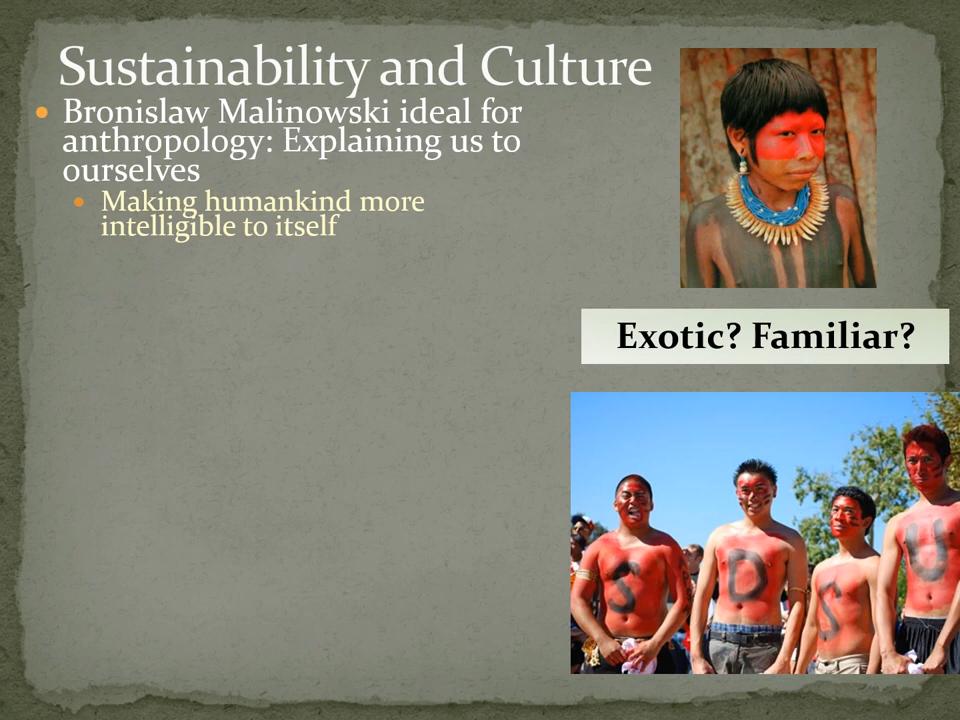 Sustainability and Culture
Bronislaw Malinowski ideal for
anthropology: Explaining us to
ourselves
Making humankind more
intelligible to itself
Exotic? Familiar?
S D S U